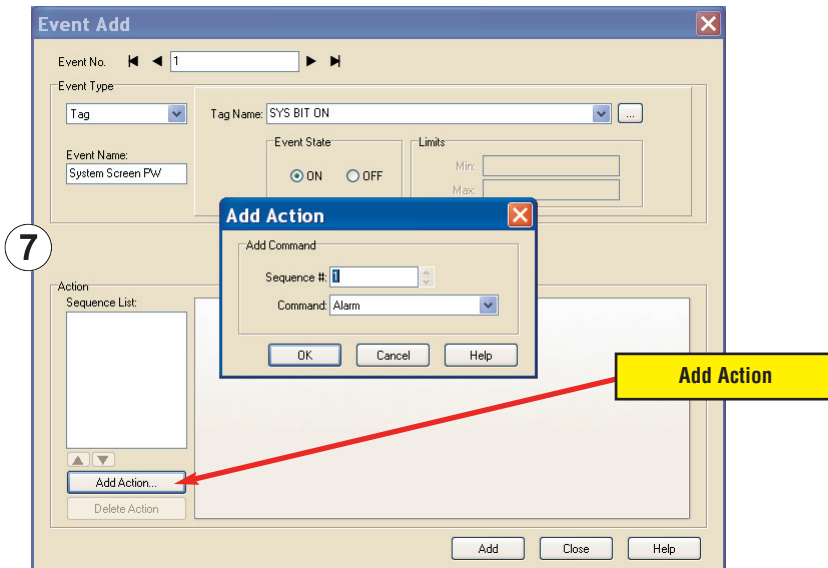 Event Add
Event No.
1
Event Type
Tag
Tag Name:
SYS BIT ON
...
Event Name:
System Screen PW
Event State
ON
OFF
Limits
Min:
Max:
7
Add Action
Add Command
Sequence #:
1
Command:
Alarm
OK
Cancel
Help
Action
Sequence List:
Add Action
Add Action...
Delete Action
Add
Close
Help